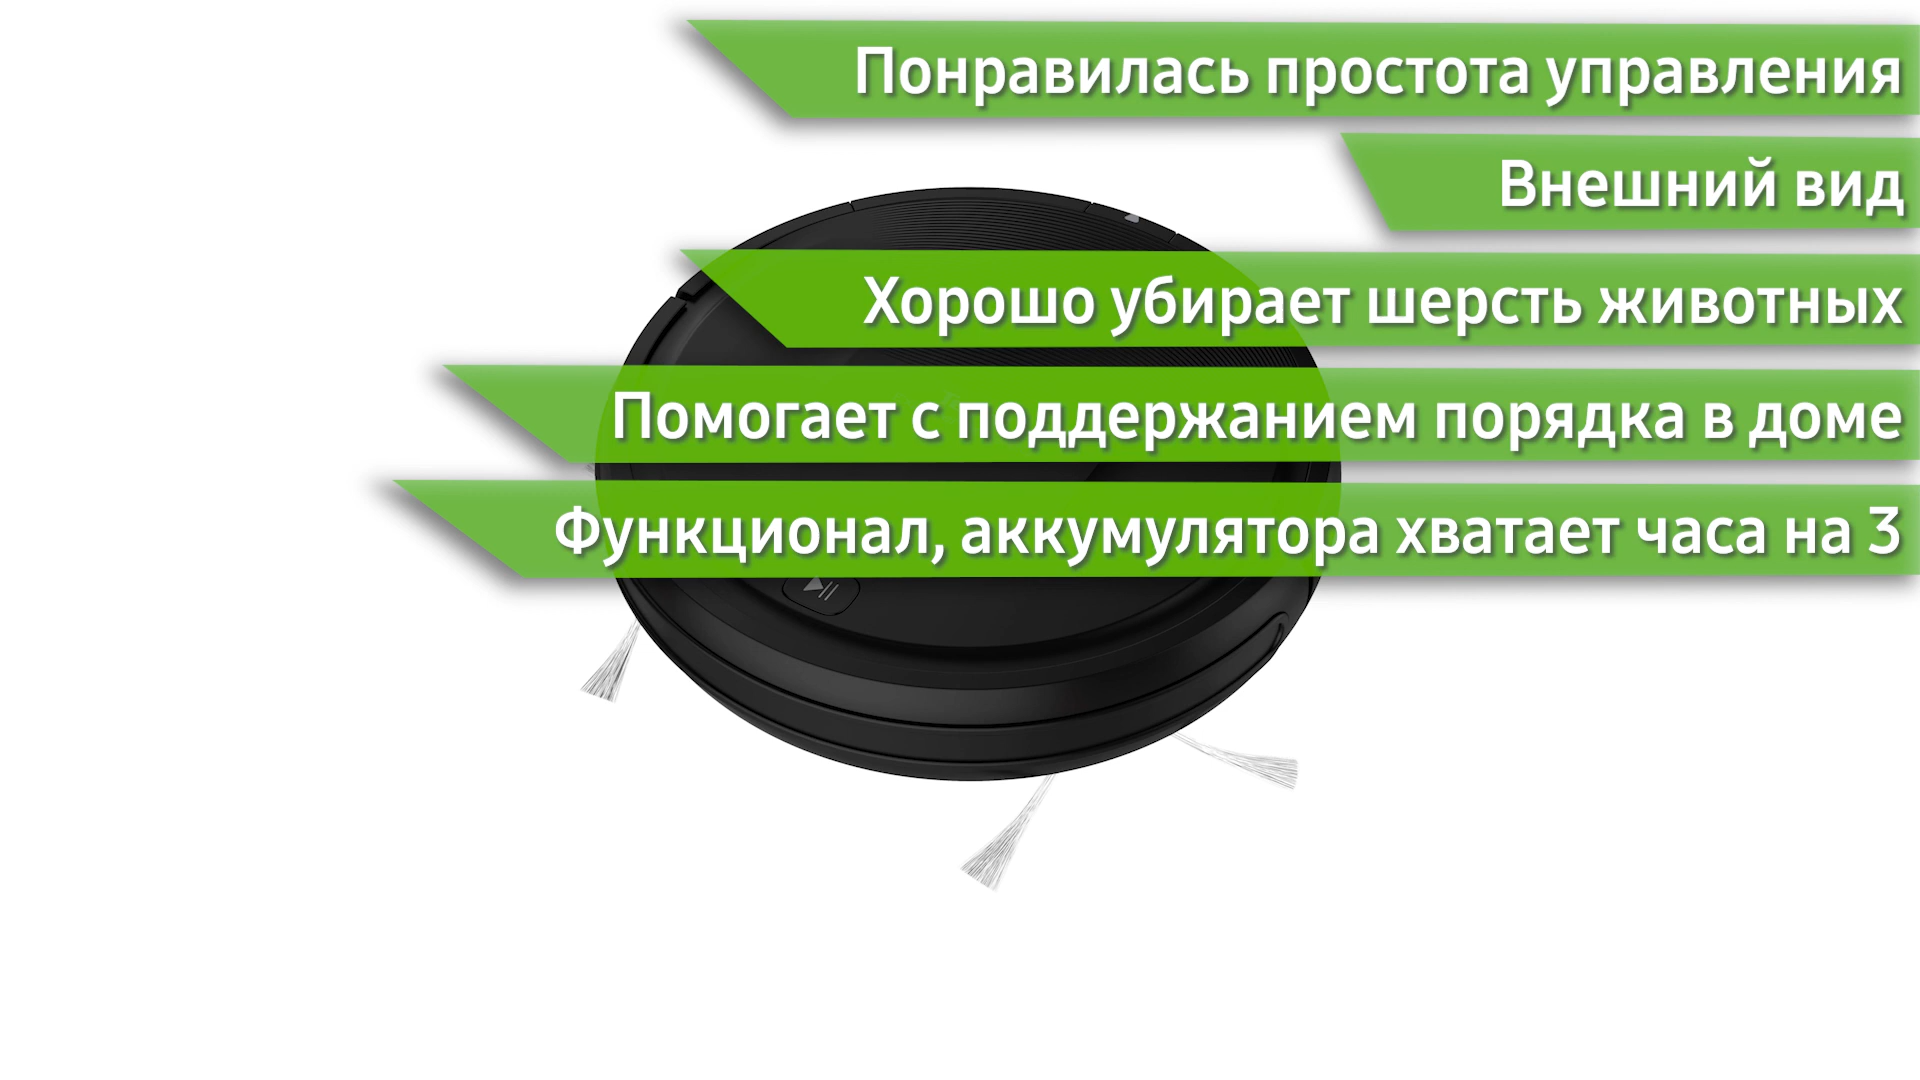 Понравилась простота управления
Внешний вид
Хорошо убирает шерсть животных
Помогает с поддержанием порядка в доме
Функционал, аккумулятора хватает часа на 3